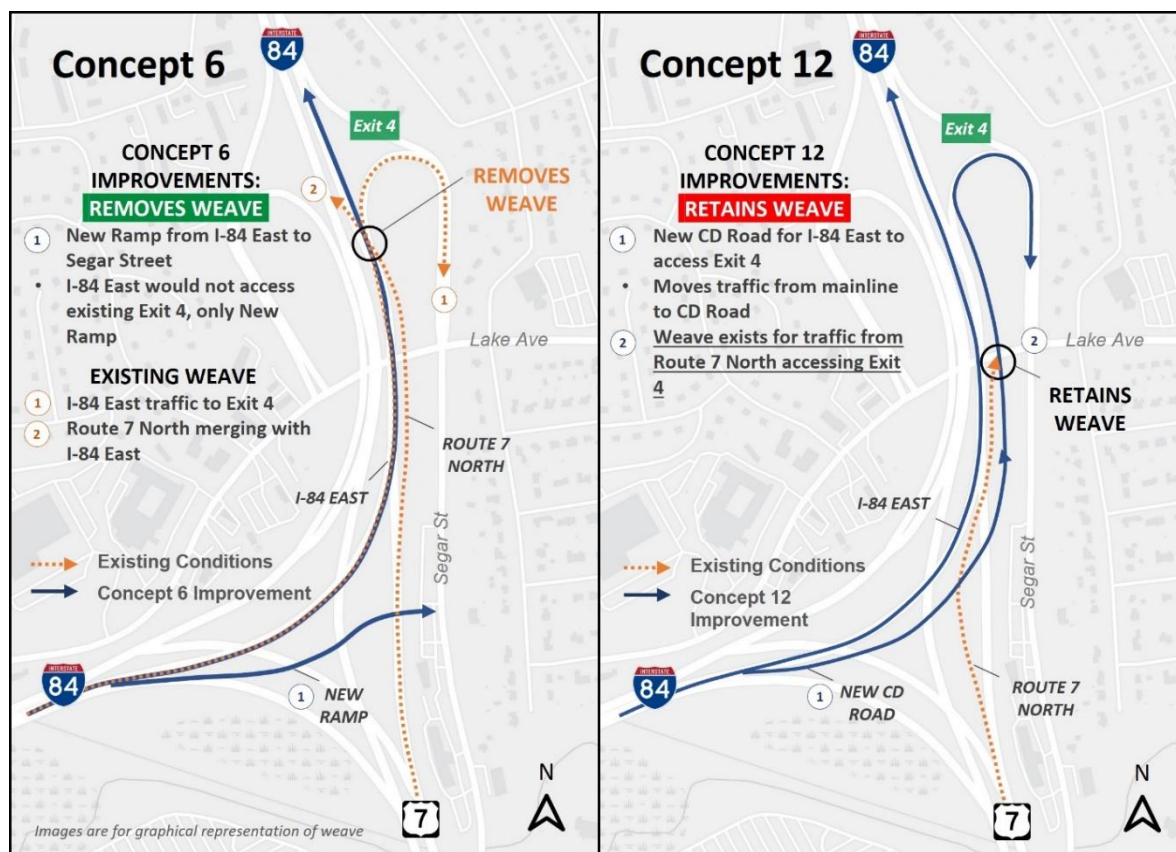 Concept 6
INTERSTATE
84
Exit 4
CONCEPT 6
IMPROVEMENTS:
REMOVES WEAVE
1 New Ramp from I-84 East to
Segar Street
• I-84 East would not access
existing Exit 4, only New
Ramp
EXISTING WEAVE
1 I-84 East traffic to Exit 4
2 Route 7 North merging with
I-84 East
2
REMOVES
WEAVE
1
Lake Ave
ROUTE 7
NORTH
I-84 EAST
Segar St
Existing Conditions
Concept 6 Improvement
INTERSTATE
84
1 NEW
RAMP
7
N
Images are for graphical representation of weave
Concept 12
INTERSTATE
84
Exit 4
CONCEPT 12
IMPROVEMENTS:
RETAINS WEAVE
1 New CD Road for I-84 East to
access Exit 4
• Moves traffic from mainline
to CD Road
2 Weave exists for traffic from
Route 7 North accessing Exit
4
2
Lake Ave
RETAINS
WEAVE
I-84 EAST
Segar St
Existing Conditions
Concept 12
Improvement
INTERSTATE
84
1 NEW CD
ROAD
ROUTE 7
NORTH
7
N